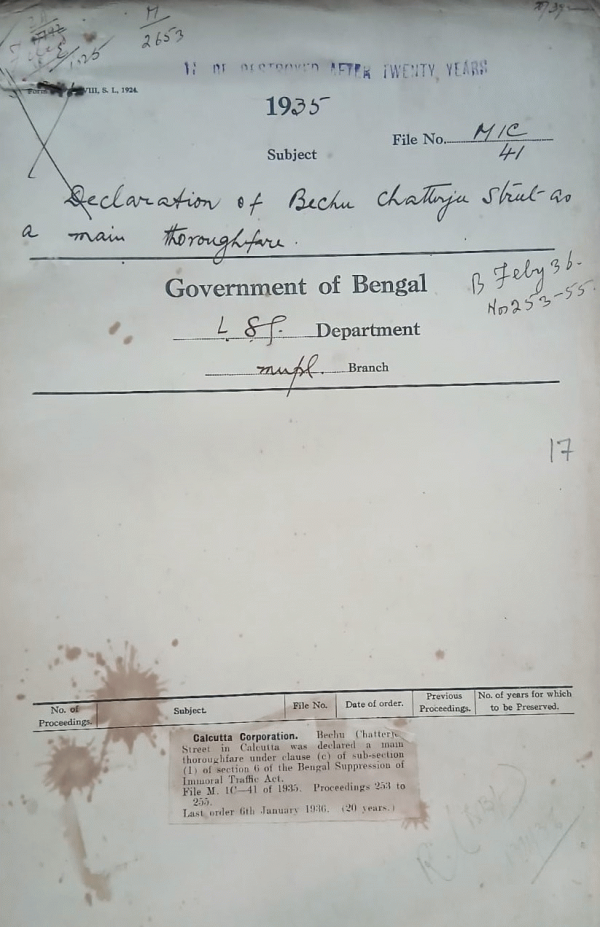 M
2653
1025
TO BE DESTROYED AFTER TWENTY YEARS
VIII, S. L, 1924.
1935
File No. M1C
41
Subject
Declaration of Bechu Chatterjee Street as
a main thoroughfare.
Government of Bengal
B Feby 36.
Nos 253-55.
L. S. G. Department
Mupl. Branch
17
No. of Proceedings. Subject. File No. Date of order. Previous Proceedings. No. of years for which to be Preserved.
Calcutta Corporation. Bechu Chatterje
Street in Calcutta was declared a main
thoroughfare under clause (c) of sub-section
(1) of section 6 of the Bengal Suppression of
Immoral Traffic Act.
File M. 1C—41 of 1935. Proceedings 253 to
255.
Last order 6th January 1936. (20 years.)